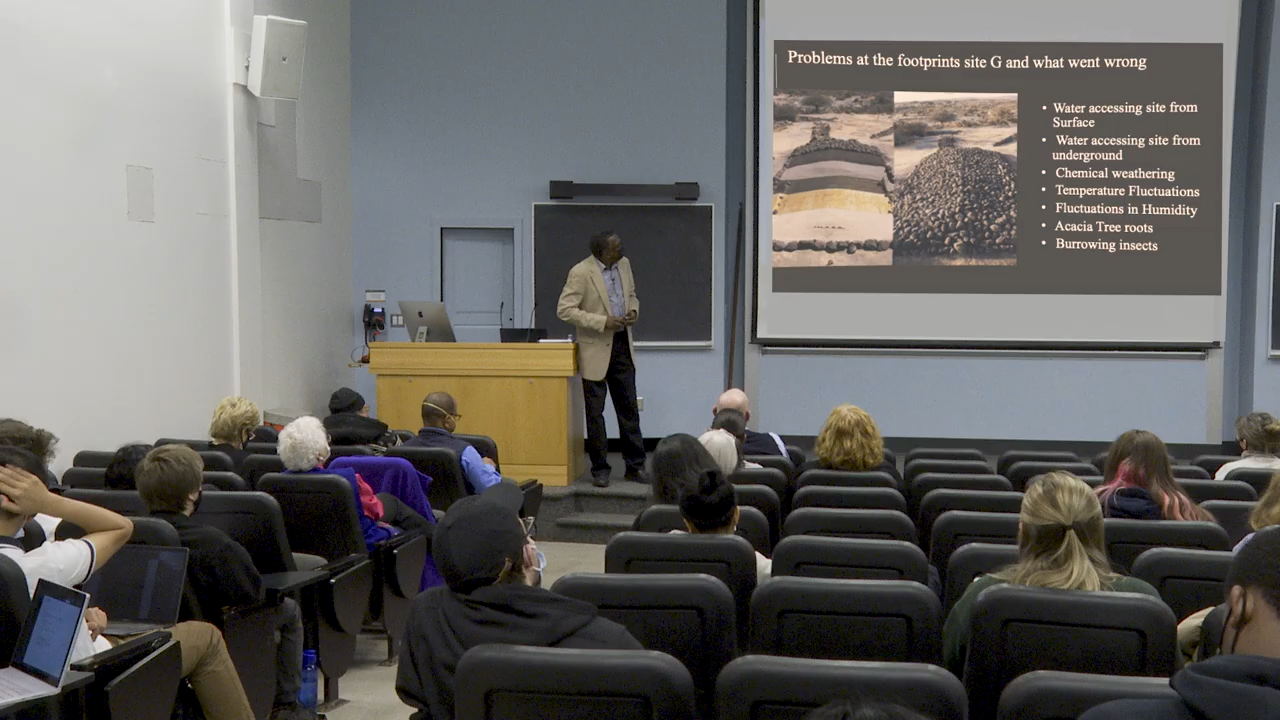 Problems at the footprints site G and what went wrong
• Water accessing site from
Surface
• Water accessing site from
underground
• Chemical weathering
• Temperature Fluctuations
• Fluctuations in Humidity
• Acacia Tree roots
• Burrowing insects